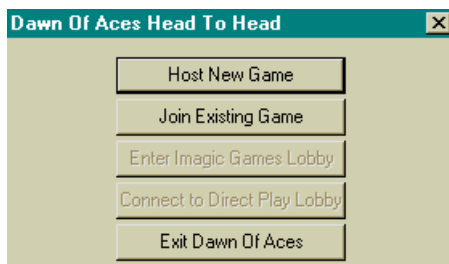 Dawn Of Aces Head To Head
Host New Game
Join Existing Game
Enter Imagic Games Lobby
Connect to Direct Play Lobby
Exit Dawn Of Aces